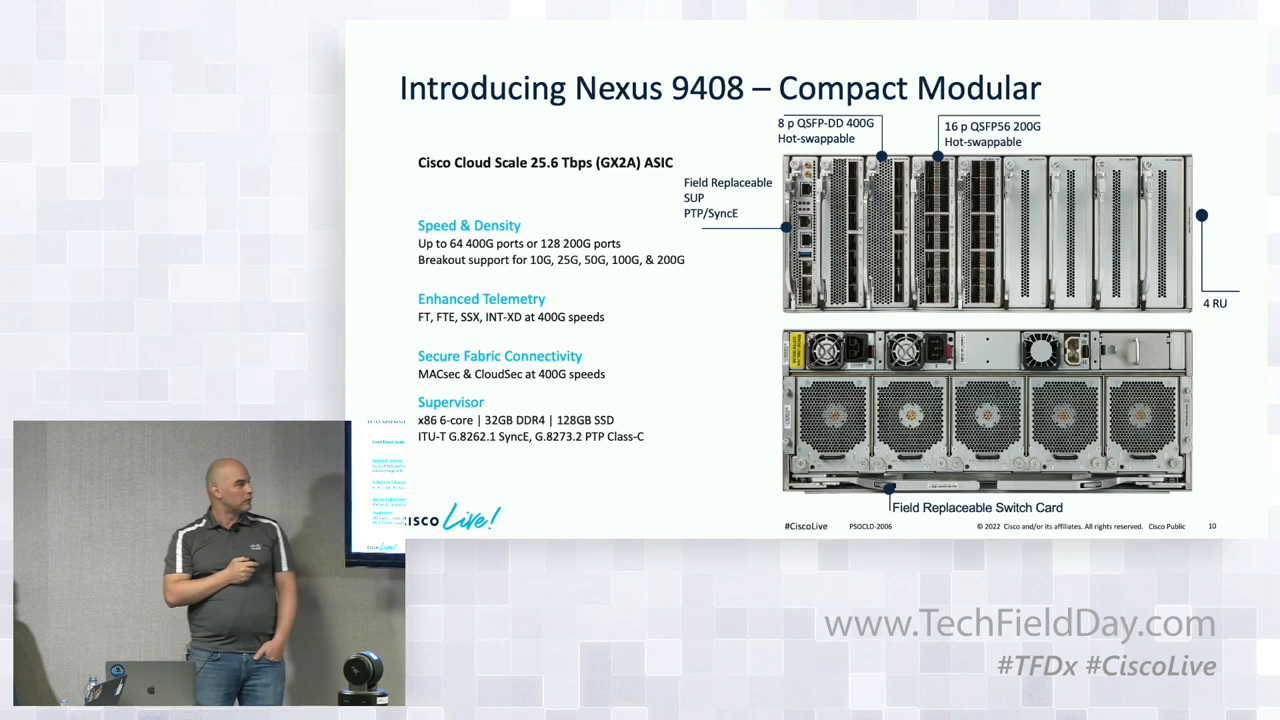 Introducing Nexus 9408 – Compact Modular
8 p QSFP-DD 400G
Hot-swappable
16 p QSFP56 200G
Hot-swappable
Cisco Cloud Scale 25.6 Tbps (GX2A) ASIC
Field Replaceable
SUP
PTP/SyncE
Speed & Density
Up to 64 400G ports or 128 200G ports
Breakout support for 10G, 25G, 50G, 100G, & 200G
4 RU
Enhanced Telemetry
FT, FTE, SSX, INT-XD at 400G speeds
Secure Fabric Connectivity
MACsec & CloudSec at 400G speeds
Supervisor
x86 6-core | 32GB DDR4 | 128GB SSD
ITU-T G.8262.1 SyncE, G.8273.2 PTP Class-C
Field Replaceable Switch Card
ISCO Live!
#CiscoLive
PSOCLD-2006
© 2022 Cisco and/or its affiliates. All rights reserved. Cisco Public
10
www.TechFieldDay.com
#TFDx #CiscoLive